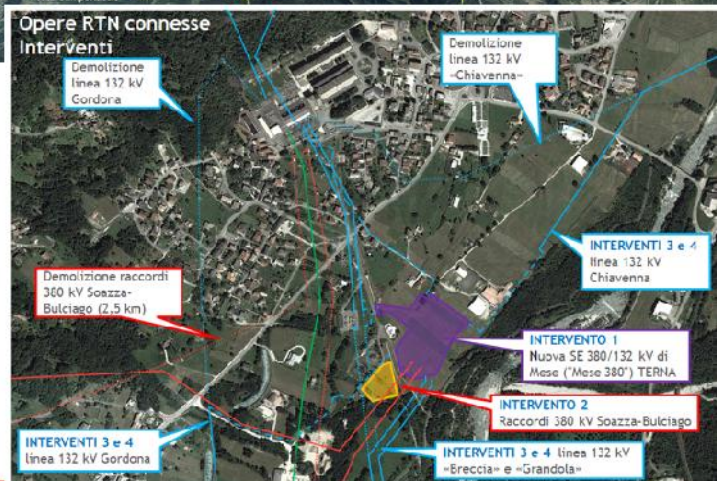 Opere RTN connesse
Interventi
Demolizione
linea 132 kV
Gordona
Demolizione
linea 132 kV
«Chiavenna»
INTERVENTI 3 e 4
linea 132 kV
Chiavenna
Demolizione raccordi
380 kV Soazza-
Bulciago (2,5 km)
INTERVENTO 1
Nuova SE 380/132 kV di
Mese ("Mese 380") TERNA
INTERVENTO 2
Raccordi 380 kV Soazza-Bulciago
INTERVENTI 3 e 4
linea 132 kV Gordona
INTERVENTI 3 e 4 linea 132 kV
«Breccia» e «Grandola»